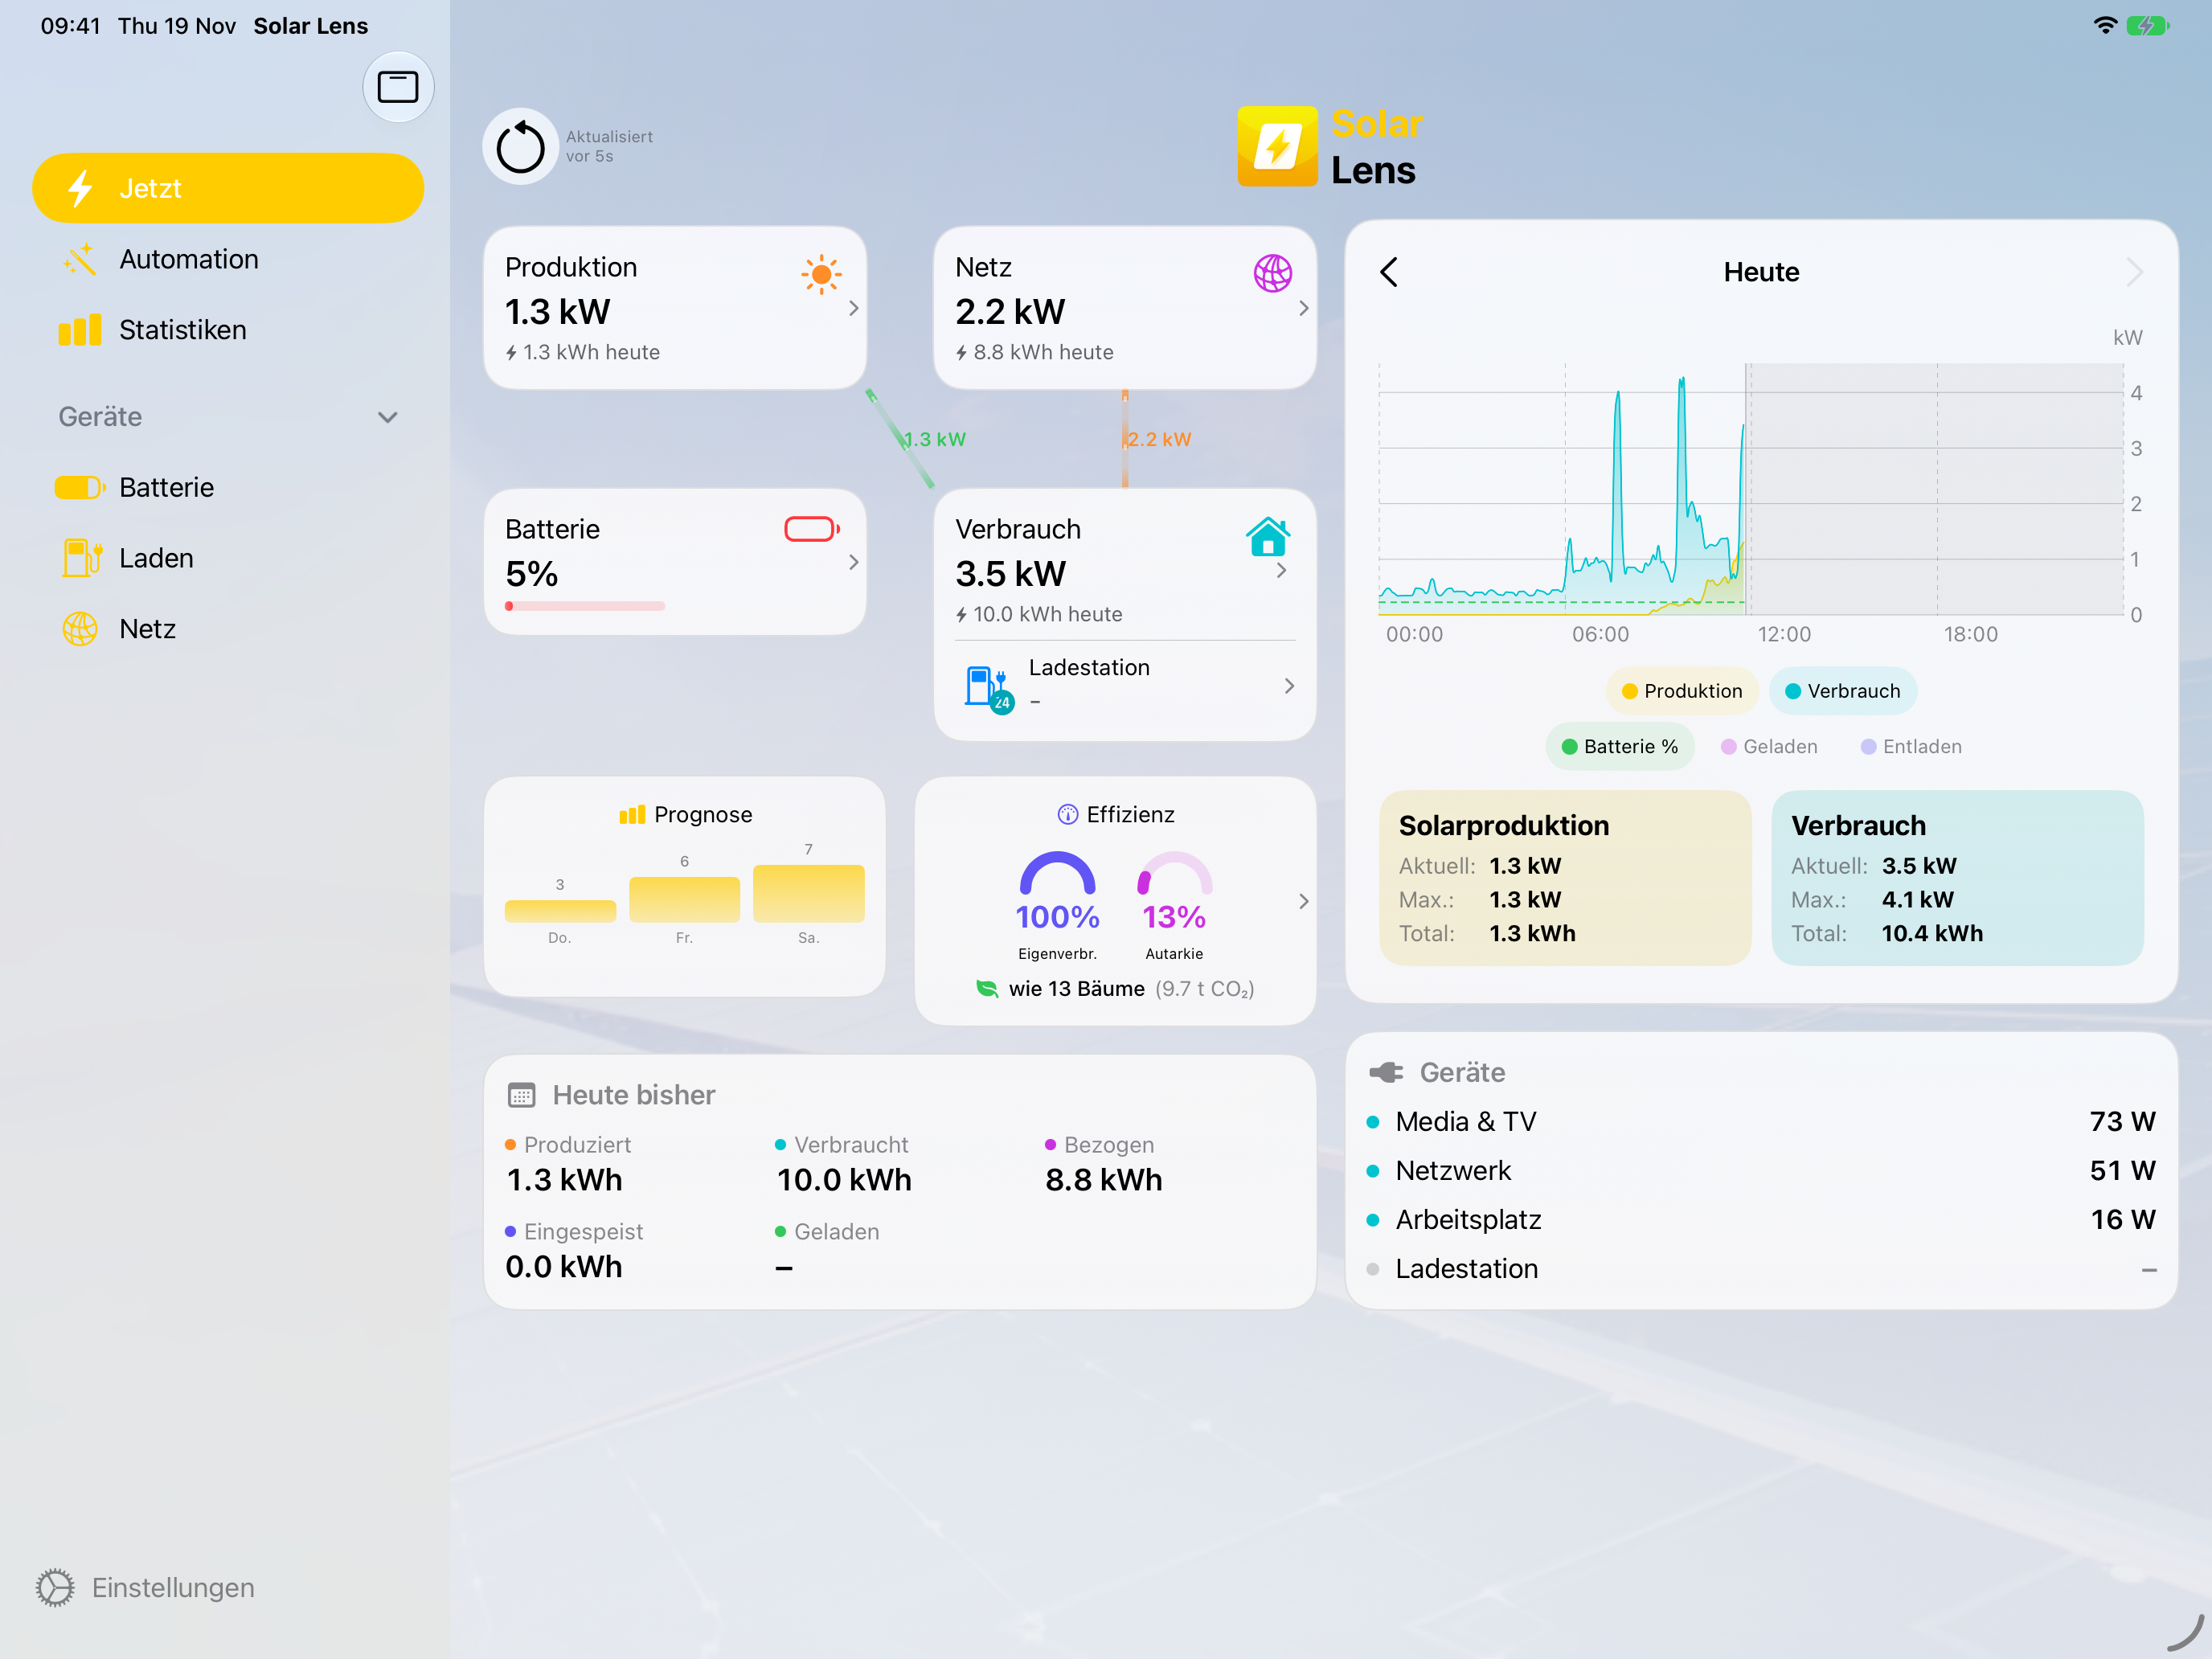 09:41 Thu 19 Nov Solar Lens
Jetzt
Automation
Statistiken
Geräte
Batterie
Laden
Netz
Einstellungen
Aktualisiert
vor 5s
Solar
Lens
Produktion
1.3 kW
1.3 kWh heute
Netz
2.2 kW
8.8 kWh heute
1.3 kW
2.2 kW
Batterie
5%
Verbrauch
3.5 kW
10.0 kWh heute
Ladestation
24
–
Prognose
3
6
7
Do.
Fr.
Sa.
Effizienz
100%
13%
Eigenverbr.
Autarkie
wie 13 Bäume (9.7 t CO₂)
Heute bisher
Produziert
1.3 kWh
Verbraucht
10.0 kWh
Bezogen
8.8 kWh
Eingespeist
0.0 kWh
Geladen
–
Heute
kW
4
3
2
1
0
00:00 06:00 12:00 18:00
Produktion Verbrauch
Batterie % Geladen Entladen
Solarproduktion
Aktuell: 1.3 kW
Max.: 1.3 kW
Total: 1.3 kWh
Verbrauch
Aktuell: 3.5 kW
Max.: 4.1 kW
Total: 10.4 kWh
Geräte
Media & TV 73 W
Netzwerk 51 W
Arbeitsplatz 16 W
Ladestation –